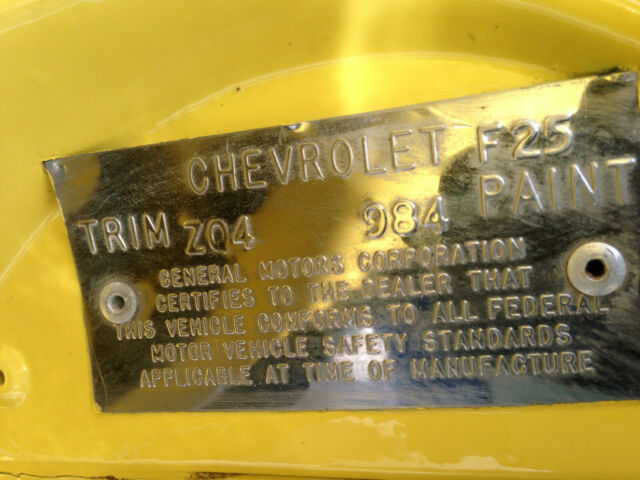 CHEVROLET F25
TRIM ZQ4 984 PAINT
GENERAL MOTORS CORPORATION
CERTIFIES TO THE DEALER THAT
THIS VEHICLE CONFORMS TO ALL FEDERAL
MOTOR VEHICLE SAFETY STANDARDS
APPLICABLE AT TIME OF MANUFACTURE